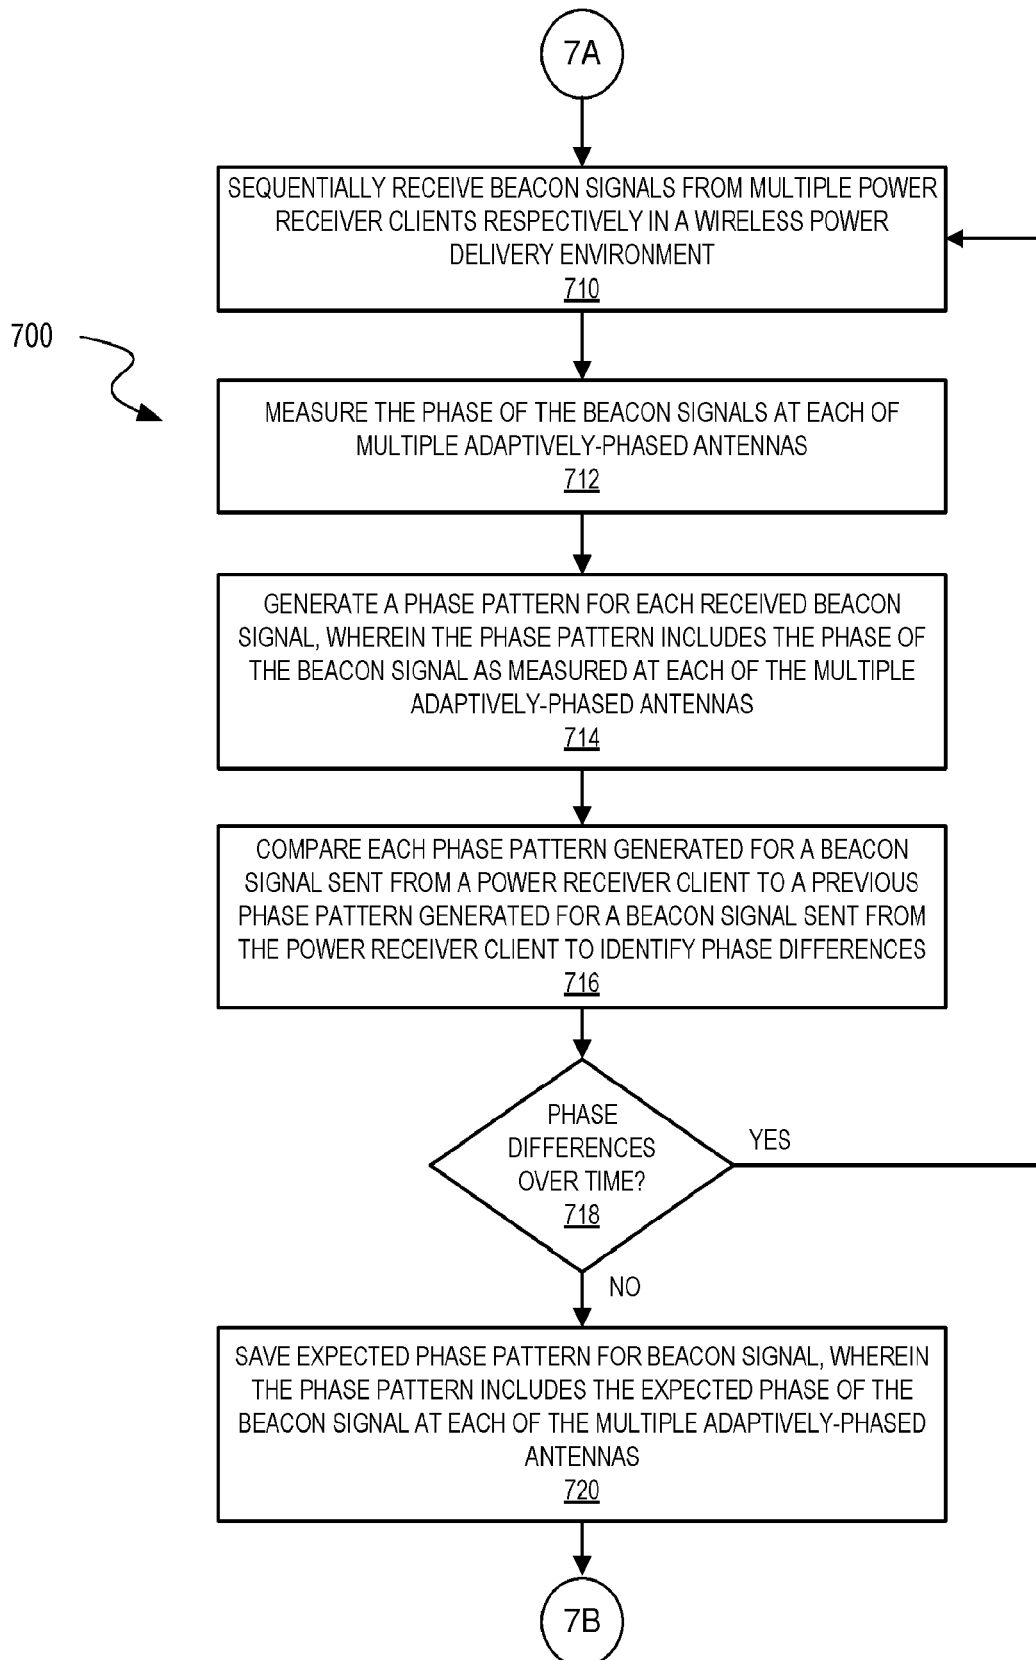 7A
SEQUENTIALLY RECEIVE BEACON SIGNALS FROM MULTIPLE POWER
RECEIVER CLIENTS RESPECTIVELY IN A WIRELESS POWER
DELIVERY ENVIRONMENT
710
700
MEASURE THE PHASE OF THE BEACON SIGNALS AT EACH OF
MULTIPLE ADAPTIVELY-PHASED ANTENNAS
712
GENERATE A PHASE PATTERN FOR EACH RECEIVED BEACON
SIGNAL, WHEREIN THE PHASE PATTERN INCLUDES THE PHASE OF
THE BEACON SIGNAL AS MEASURED AT EACH OF THE MULTIPLE
ADAPTIVELY-PHASED ANTENNAS
714
COMPARE EACH PHASE PATTERN GENERATED FOR A BEACON
SIGNAL SENT FROM A POWER RECEIVER CLIENT TO A PREVIOUS
PHASE PATTERN GENERATED FOR A BEACON SIGNAL SENT FROM
THE POWER RECEIVER CLIENT TO IDENTIFY PHASE DIFFERENCES
716
PHASE
DIFFERENCES
OVER TIME?
718
YES
NO
SAVE EXPECTED PHASE PATTERN FOR BEACON SIGNAL, WHEREIN
THE PHASE PATTERN INCLUDES THE EXPECTED PHASE OF THE
BEACON SIGNAL AT EACH OF THE MULTIPLE ADAPTIVELY-PHASED
ANTENNAS
720
7B